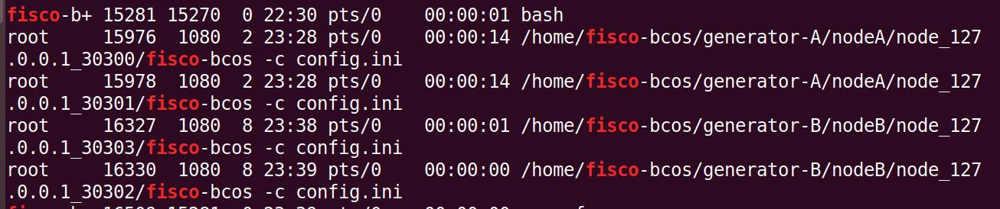 fisco-b+ 15281 15270  0 22:30 pts/0    00:00:01 bash
root     15976  1080  2 23:28 pts/0    00:00:14 /home/fisco-bcos/generator-A/nodeA/node_127
.0.0.1_30300/fisco-bcos -c config.ini
root     15978  1080  2 23:28 pts/0    00:00:14 /home/fisco-bcos/generator-A/nodeA/node_127
.0.0.1_30301/fisco-bcos -c config.ini
root     16327  1080  8 23:38 pts/0    00:00:01 /home/fisco-bcos/generator-B/nodeB/node_127
.0.0.1_30303/fisco-bcos -c config.ini
root     16330  1080  8 23:39 pts/0    00:00:00 /home/fisco-bcos/generator-B/nodeB/node_127
.0.0.1_30302/fisco-bcos -c config.ini